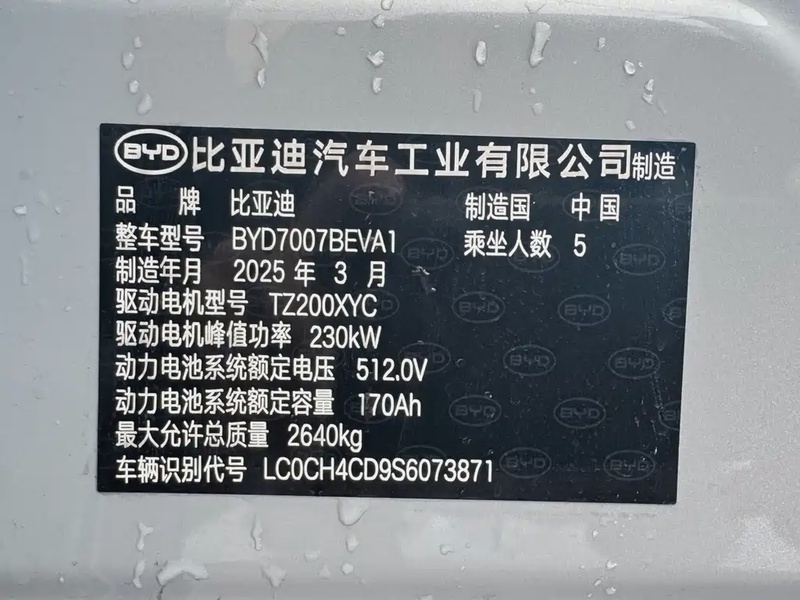 BYD 比亚迪汽车工业有限公司制造
品 牌 比亚迪 制造国 中国
整车型号 BYD7007BEVA1 乘坐人数 5
制造年月 2025 年 3 月
驱动电机型号 TZ200XYC
驱动电机峰值功率 230kW
动力电池系统额定电压 512.0V
动力电池系统额定容量 170Ah
最大允许总质量 2640kg
车辆识别代号 LC0CH4CD9S6073871